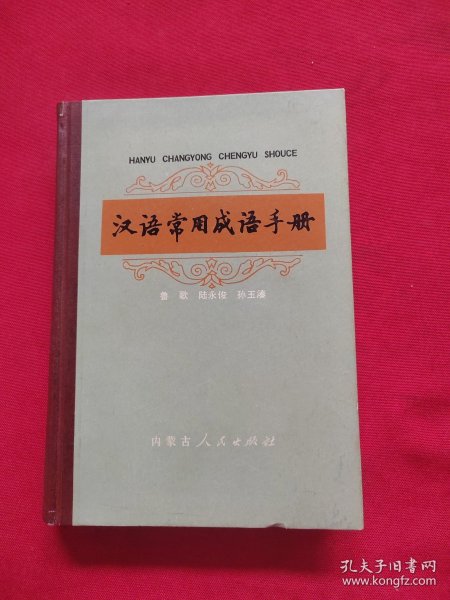 HANYU CHANGYONG CHENGYU SHOUCE
汉语常用成语手册
鲁歌 陆永俊 孙玉溱
内蒙古人民出版社
孔夫子旧书网
www.kongfz.com